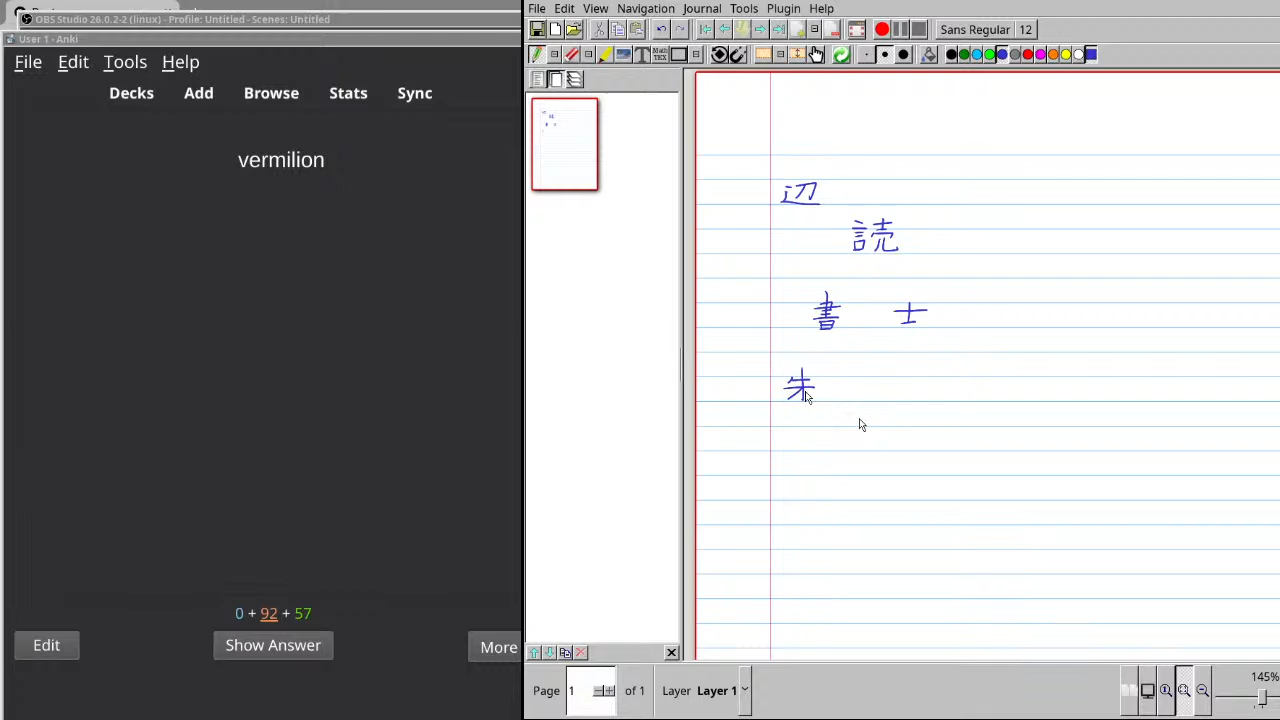 OBS Studio 26.0.2-2 (linux) - Profile: Untitled - Scenes: Untitled
User 1 - Anki
File Edit Tools Help
Decks Add Browse Stats Sync
vermilion
0 + 92 + 57
Edit Show Answer More
File Edit View Navigation Journal Tools Plugin Help
Sans Regular 12
辺
読
書 士
朱
Page 1 of 1 Layer Layer 1
145%